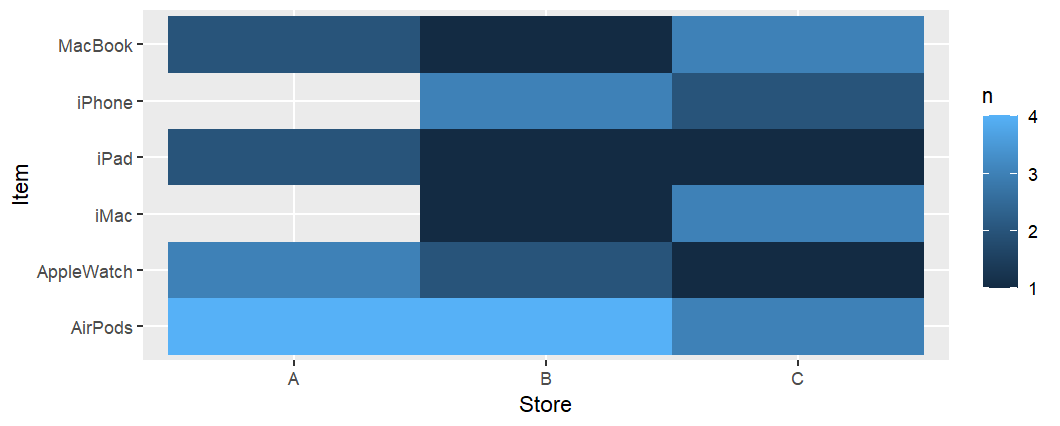 MacBook
iPhone
iPad
iMac
AppleWatch
AirPods
Item
A B C
Store
n
4
3
2
1